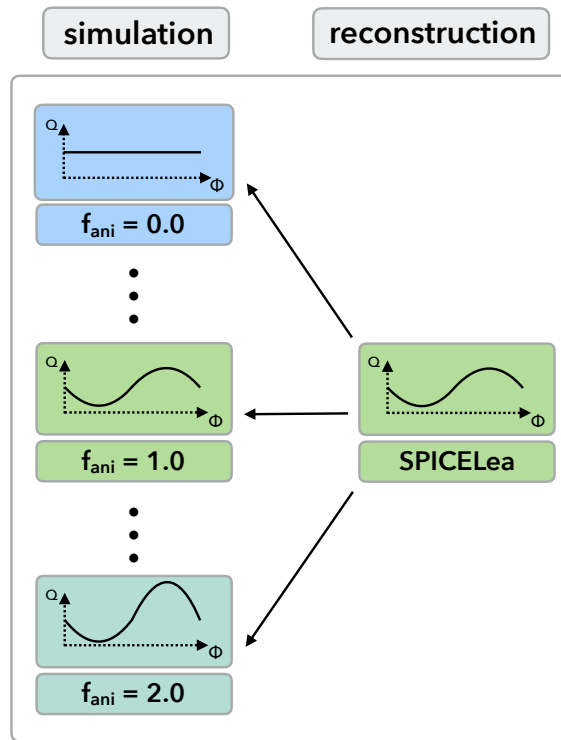 simulation
reconstruction
Q
Φ
f_ani = 0.0
Q
Φ
f_ani = 1.0
Q
Φ
SPICELea
Q
Φ
f_ani = 2.0